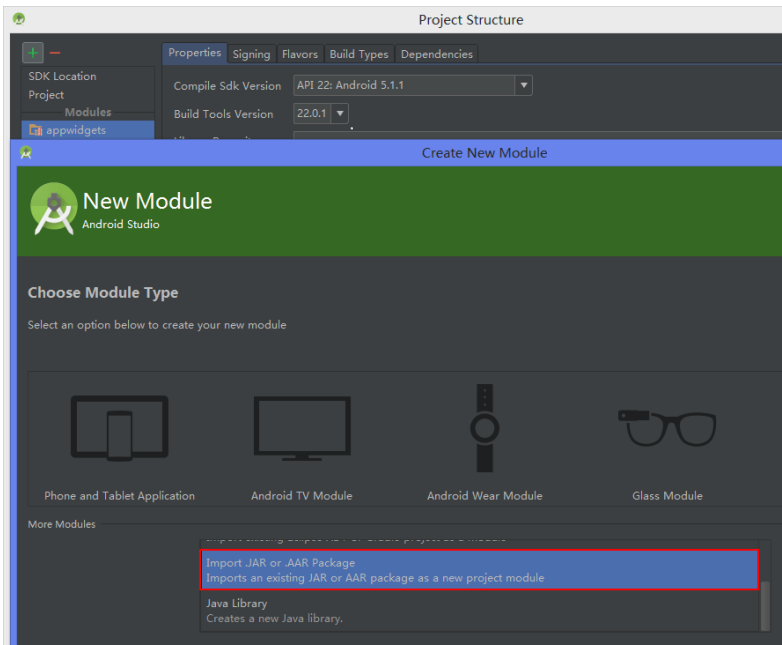 Project Structure
Properties Signing Flavors Build Types Dependencies
SDK Location
Project
Modules
appwidgets
Compile Sdk Version API 22: Android 5.1.1
Build Tools Version 22.0.1
Create New Module
New Module
Android Studio
Choose Module Type
Select an option below to create your new module
Phone and Tablet Application
Android TV Module
Android Wear Module
Glass Module
More Modules
Import .JAR or .AAR Package
Imports an existing JAR or AAR package as a new project module
Java Library
Creates a new Java library.